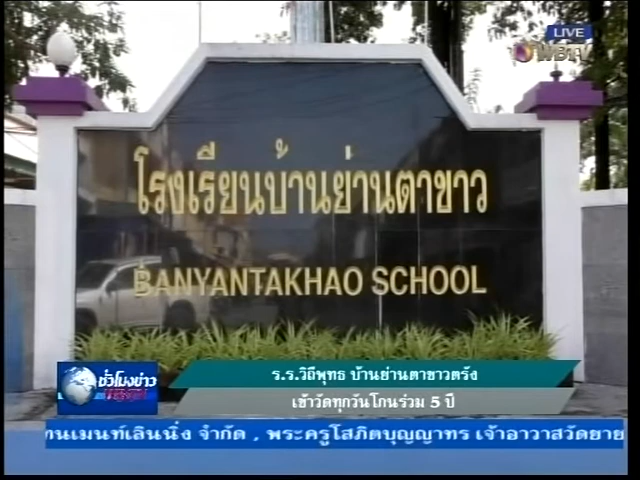 LIVE
WBTV
โรงเรียนบ้านย่านตาขาว
BANYANTAKHAO SCHOOL
ชั่วโมงข่าว
ร.ร.วิถีพุทธ บ้านย่านตาขาวตรัง
เข้าวัดทุกวันโกนร่วม 5 ปี
ทนเมนท์เลินนิ่ง จำกัด , พระครูโสภิตบุญญาทร เจ้าอาวาสวัดยาย